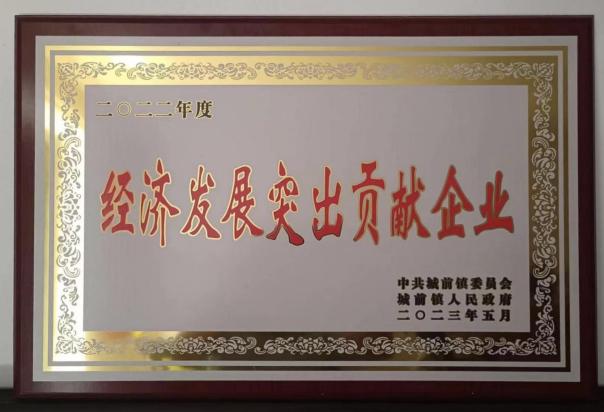 二〇二二年度
经济发展突出贡献企业
中共城前镇委员会
城前镇人民政府
二〇二三年五月